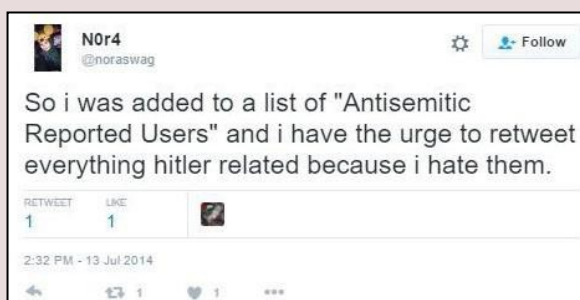 N0r4
Follow
@noraswag
So i was added to a list of "Antisemitic
Reported Users" and i have the urge to retweet
everything hitler related because i hate them.
RETWEET LIKE
1 1
2:32 PM - 13 Jul 2014
1 1